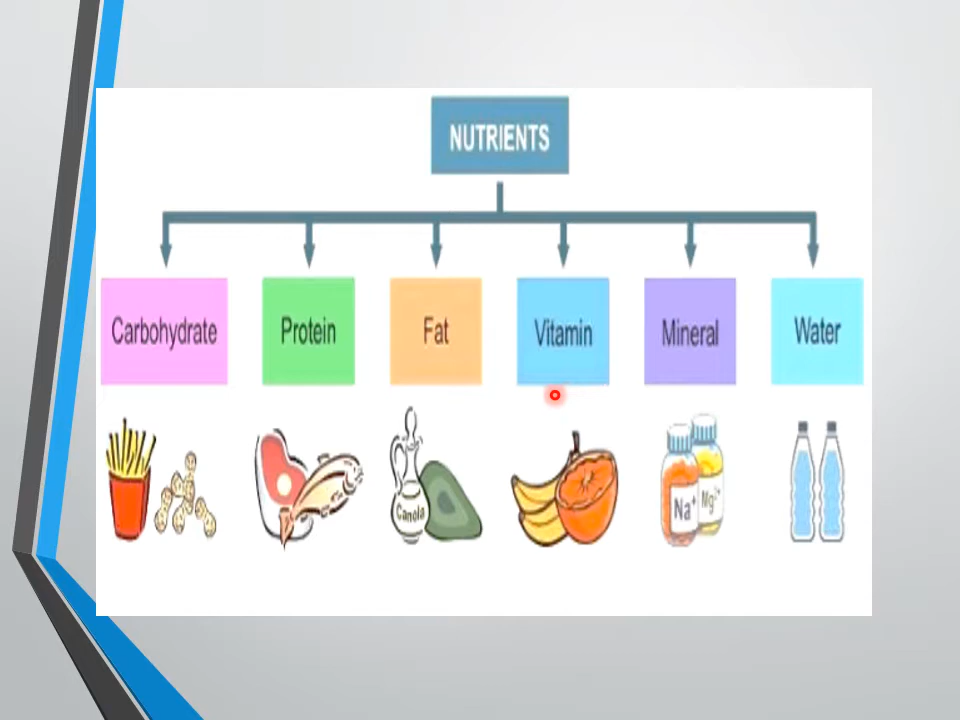 NUTRIENTS
Carbohydrate
Protein
Fat
Vitamin
Mineral
Water
Canola
Na+
Mg2+